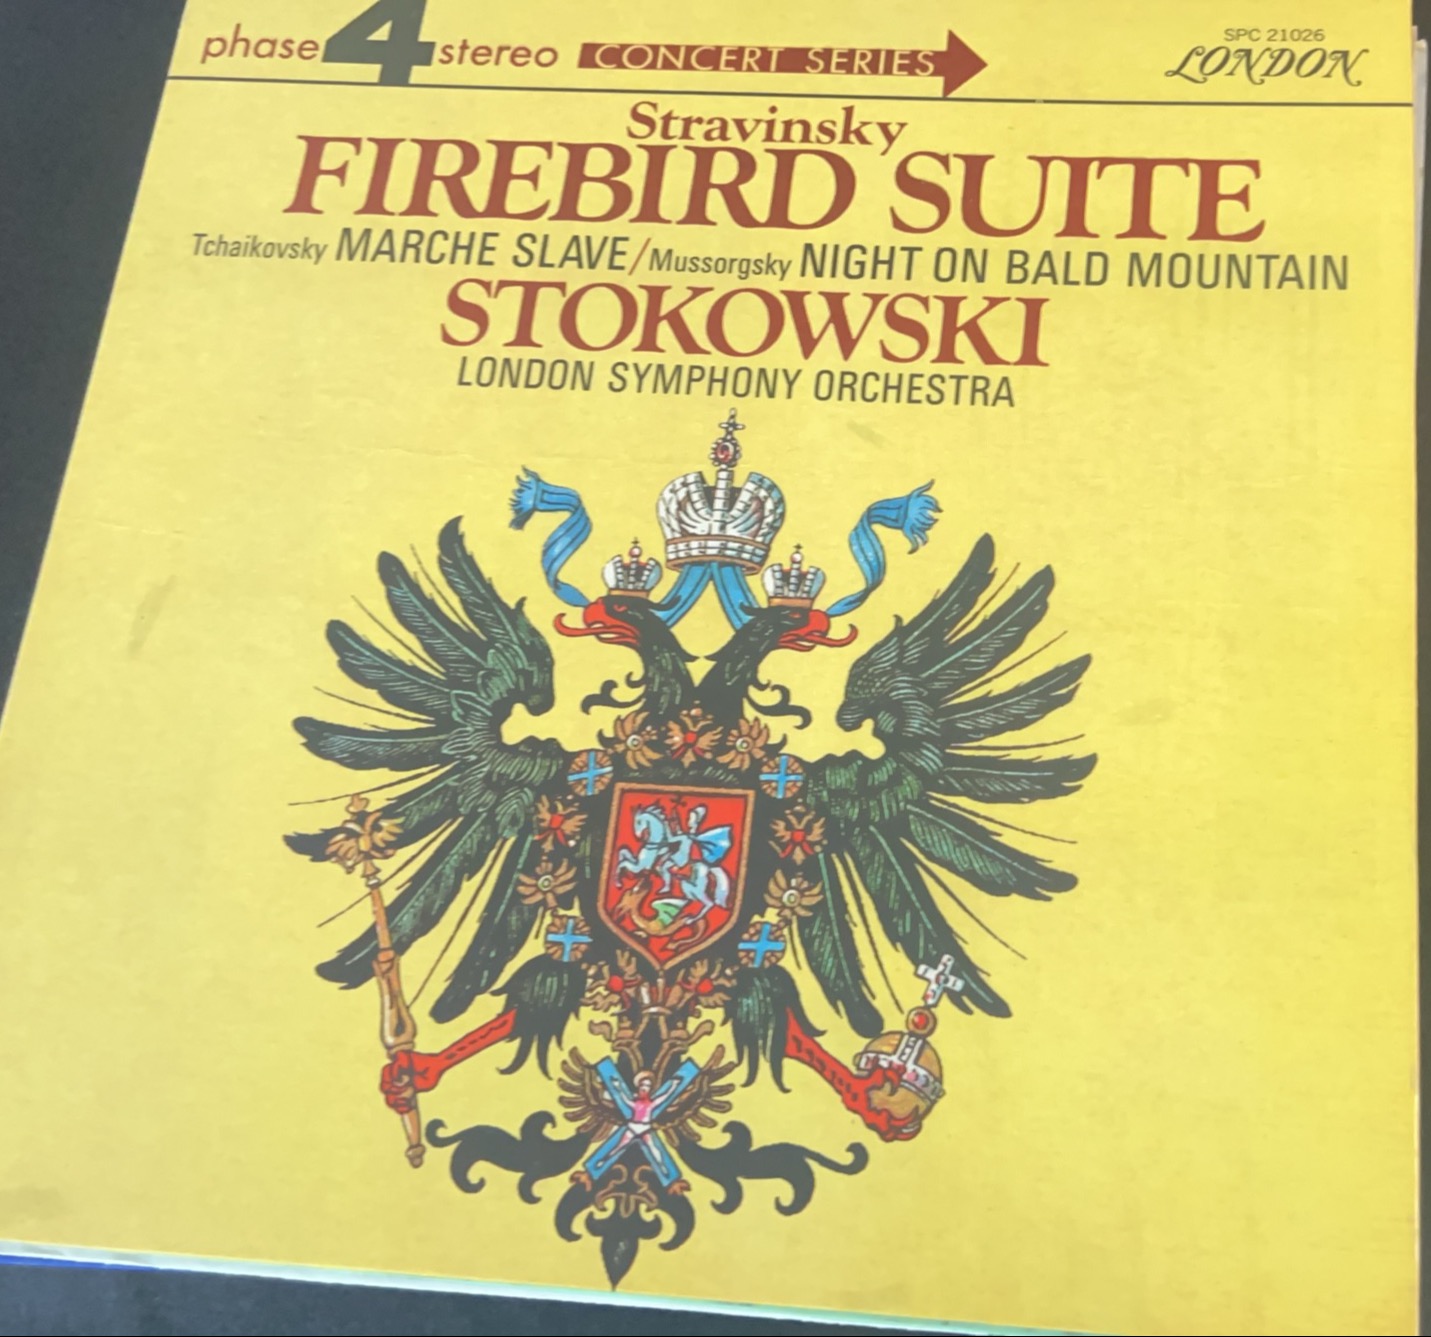 phase 4 stereo CONCERT SERIES
SPC 21026
LONDON
Stravinsky
FIREBIRD SUITE
Tchaikovsky MARCHE SLAVE/Mussorgsky NIGHT ON BALD MOUNTAIN
STOKOWSKI
LONDON SYMPHONY ORCHESTRA